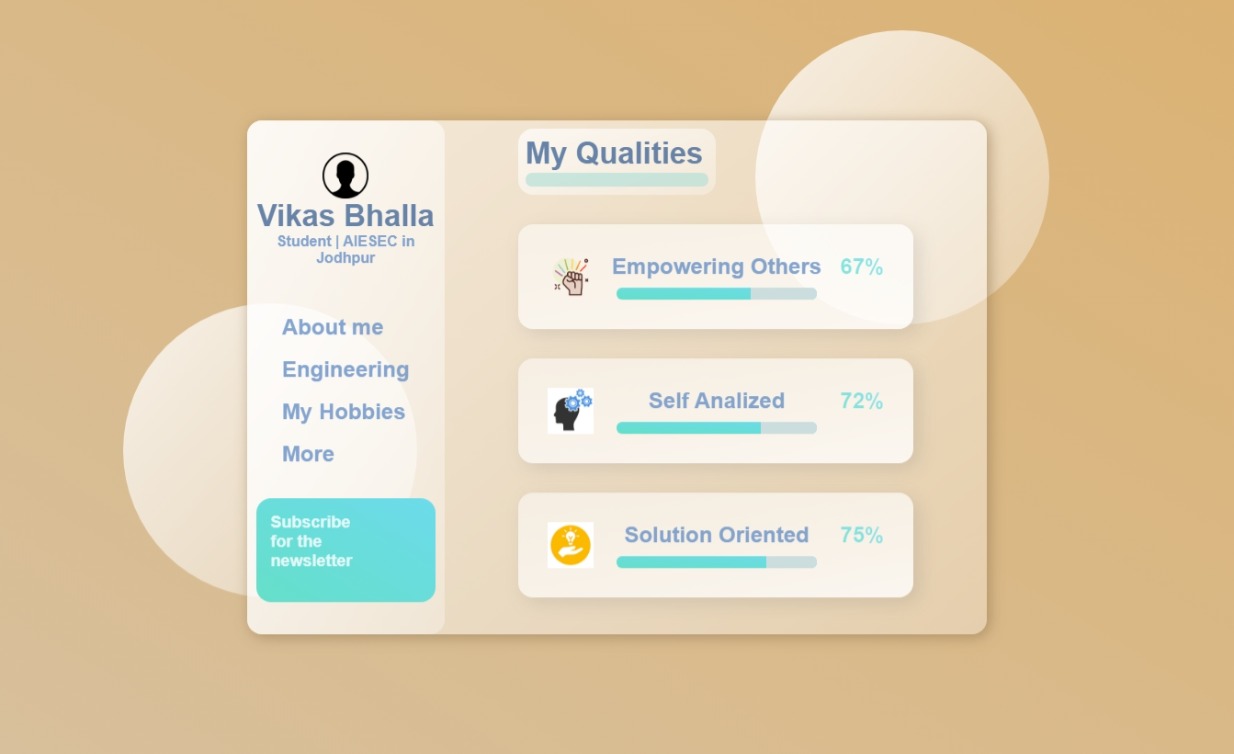 Vikas Bhalla
Student | AIESEC in
Jodhpur
About me
Engineering
My Hobbies
More
Subscribe
for the
newsletter
My Qualities
Empowering Others 67%
Self Analized 72%
Solution Oriented 75%